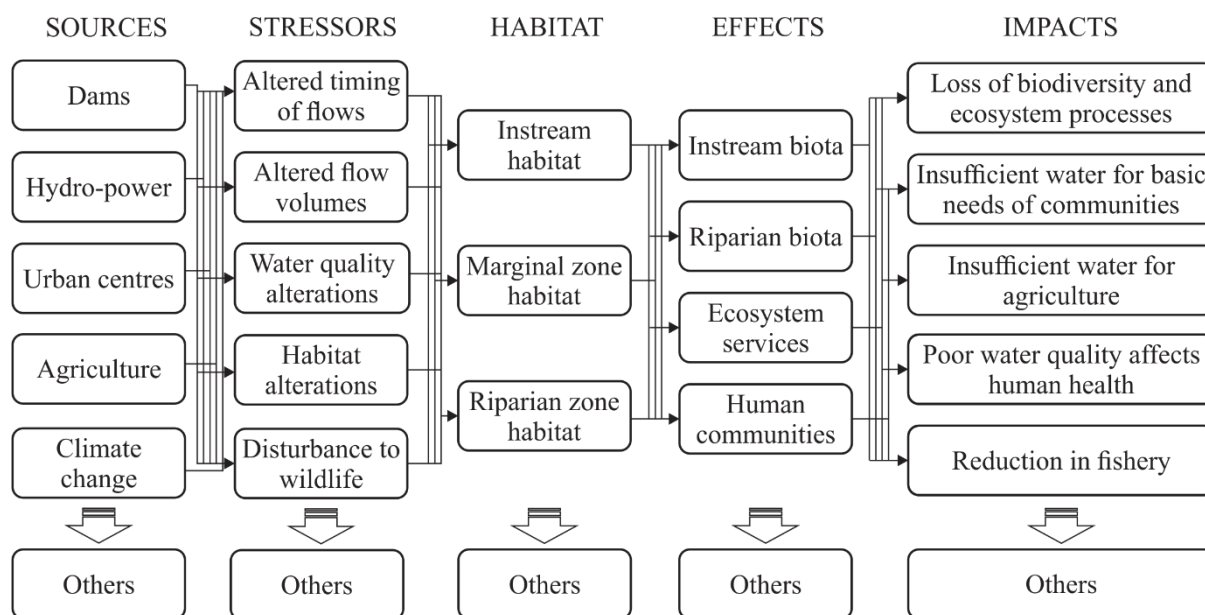 SOURCES
STRESSORS
HABITAT
EFFECTS
IMPACTS
Dams
Hydro-power
Urban centres
Agriculture
Climate
change
Others
Altered timing
of flows
Altered flow
volumes
Water quality
alterations
Habitat
alterations
Disturbance to
wildlife
Others
Instream
habitat
Marginal zone
habitat
Riparian zone
habitat
Others
Instream biota
Riparian biota
Ecosystem
services
Human
communities
Others
Loss of biodiversity and
ecosystem processes
Insufficient water for basic
needs of communities
Insufficient water for
agriculture
Poor water quality affects
human health
Reduction in fishery
Others